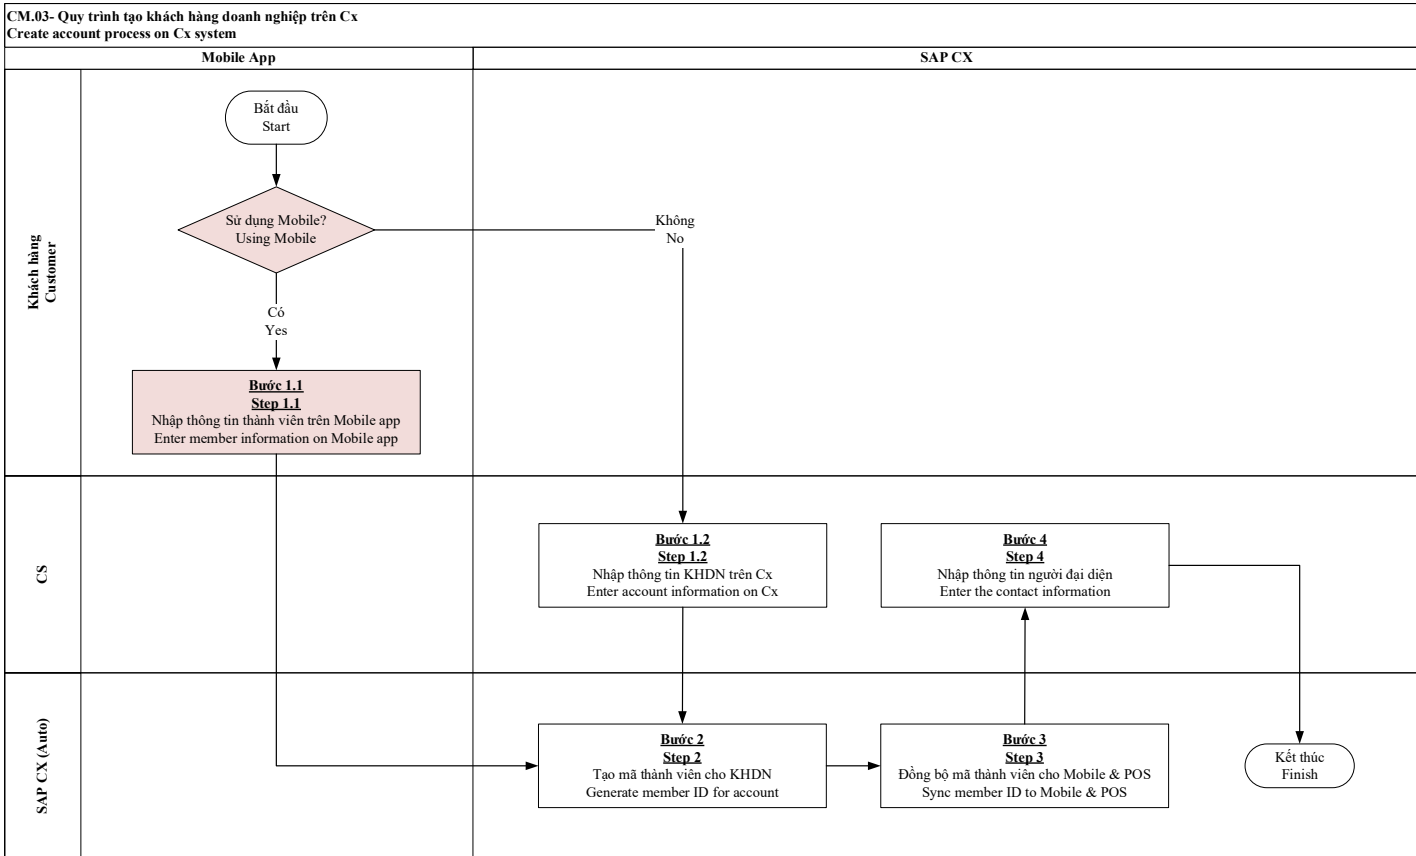 CM.03- Quy trình tạo khách hàng doanh nghiệp trên Cx
Create account process on Cx system
Mobile App
SAP CX
Khách hàng
Customer
Bắt đầu
Start
Sử dụng Mobile?
Using Mobile
Không
No
Có
Yes
Bước 1.1
Step 1.1
Nhập thông tin thành viên trên Mobile app
Enter member information on Mobile app
CS
Bước 1.2
Step 1.2
Nhập thông tin KHDN trên Cx
Enter account information on Cx
Bước 4
Step 4
Nhập thông tin người đại diện
Enter the contact information
SAP CX (Auto)
Bước 2
Step 2
Tạo mã thành viên cho KHDN
Generate member ID for account
Bước 3
Step 3
Đồng bộ mã thành viên cho Mobile & POS
Sync member ID to Mobile & POS
Kết thúc
Finish